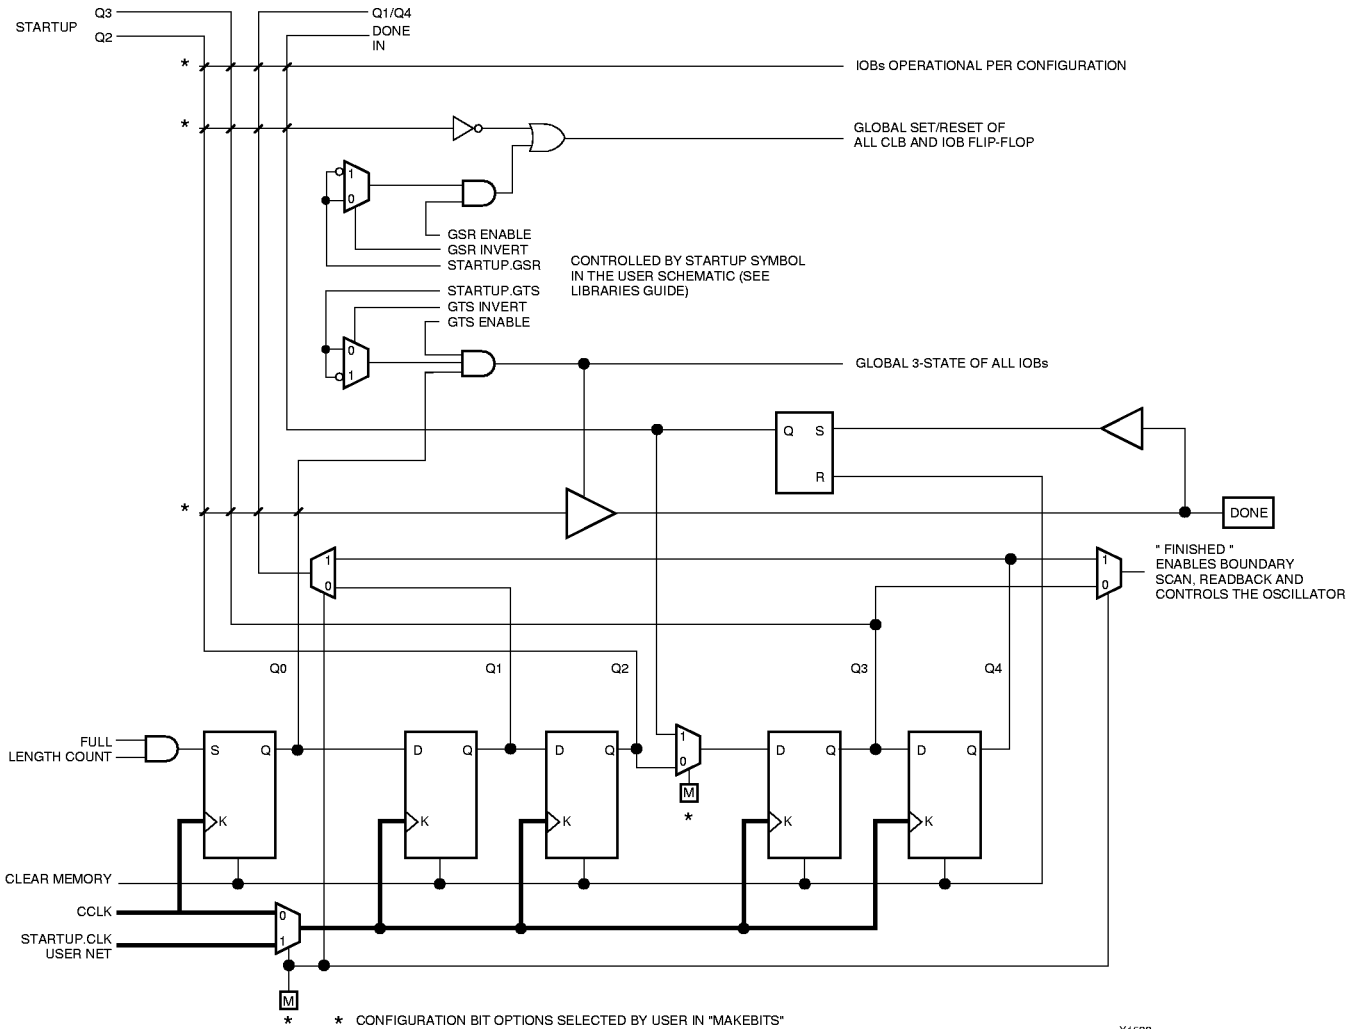 STARTUP
Q3
Q2
Q1/Q4
DONE
IN
*
IOBs OPERATIONAL PER CONFIGURATION
*
GLOBAL SET/RESET OF
ALL CLB AND IOB FLIP-FLOP
1
0
GSR ENABLE
GSR INVERT
STARTUP.GSR
CONTROLLED BY STARTUP SYMBOL
IN THE USER SCHEMATIC (SEE
LIBRARIES GUIDE)
STARTUP.GTS
GTS INVERT
GTS ENABLE
0
1
GLOBAL 3-STATE OF ALL IOBs
Q S
R
*
DONE
1
0
1
0
" FINISHED "
ENABLES BOUNDARY
SCAN, READBACK AND
CONTROLS THE OSCILLATOR
Q0
Q1
Q2
Q3
Q4
FULL
LENGTH COUNT
S Q
K
D Q
K
D Q
K
1
0
M
*
D Q
K
D Q
K
CLEAR MEMORY
CCLK
STARTUP.CLK
USER NET
0
1
M
*
* CONFIGURATION BIT OPTIONS SELECTED BY USER IN "MAKEBITS"